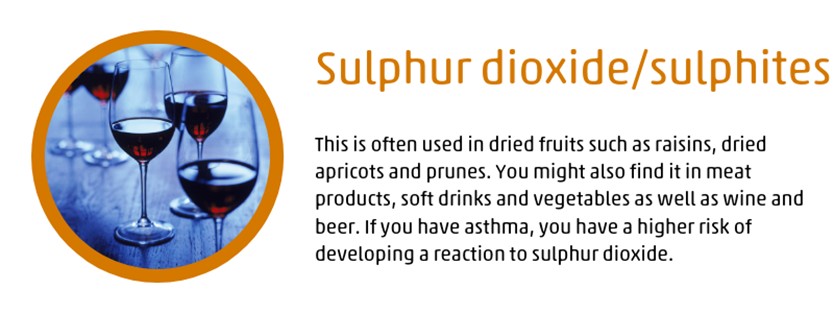 Sulphur dioxide/sulphites
This is often used in dried fruits such as raisins, dried
apricots and prunes. You might also find it in meat
products, soft drinks and vegetables as well as wine and
beer. If you have asthma, you have a higher risk of
developing a reaction to sulphur dioxide.